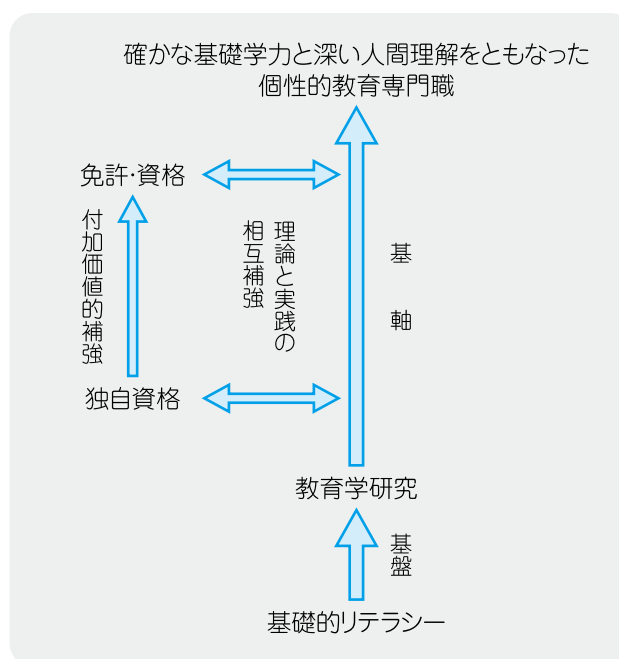 確かな基礎学力と深い人間理解をともなった
個性的教育専門職
免許・資格
付加価値的補強
理論と実践の
相互補強
基軸
独自資格
教育学研究
基盤
基礎的リテラシー